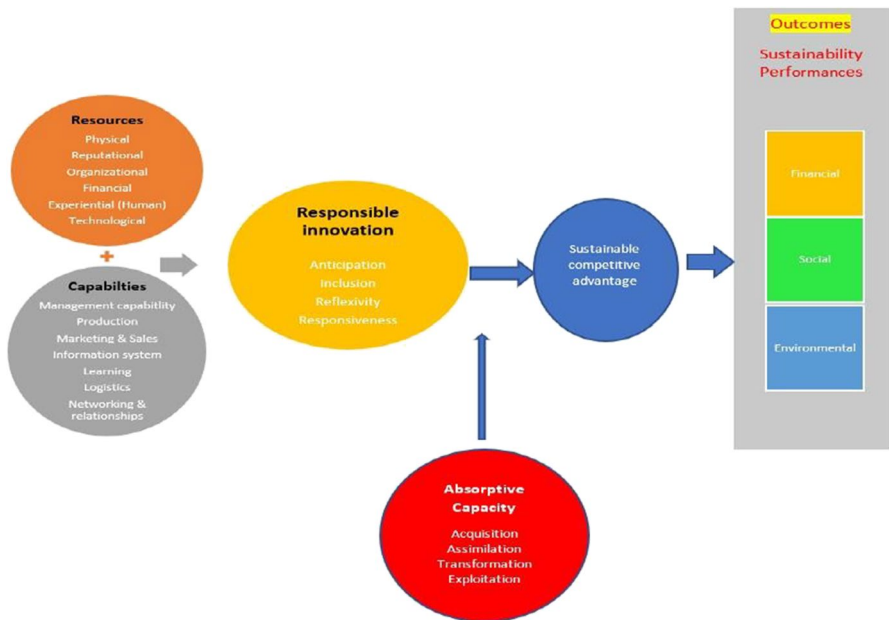 Resources
Physical
Reputational
Organizational
Financial
Experiential (Human)
Technological
+
Capabilties
Management capabitlity
Production
Marketing & Sales
Information system
Learning
Logistics
Networking &
relationships
Responsible
innovation
Anticipation
Inclusion
Reflexivity
Responsiveness
Absorptive
Capacity
Acquisition
Assimilation
Transformation
Exploitation
Sustainable
competitive
advantage
Outcomes
Sustainability
Performances
Financial
Social
Environmental